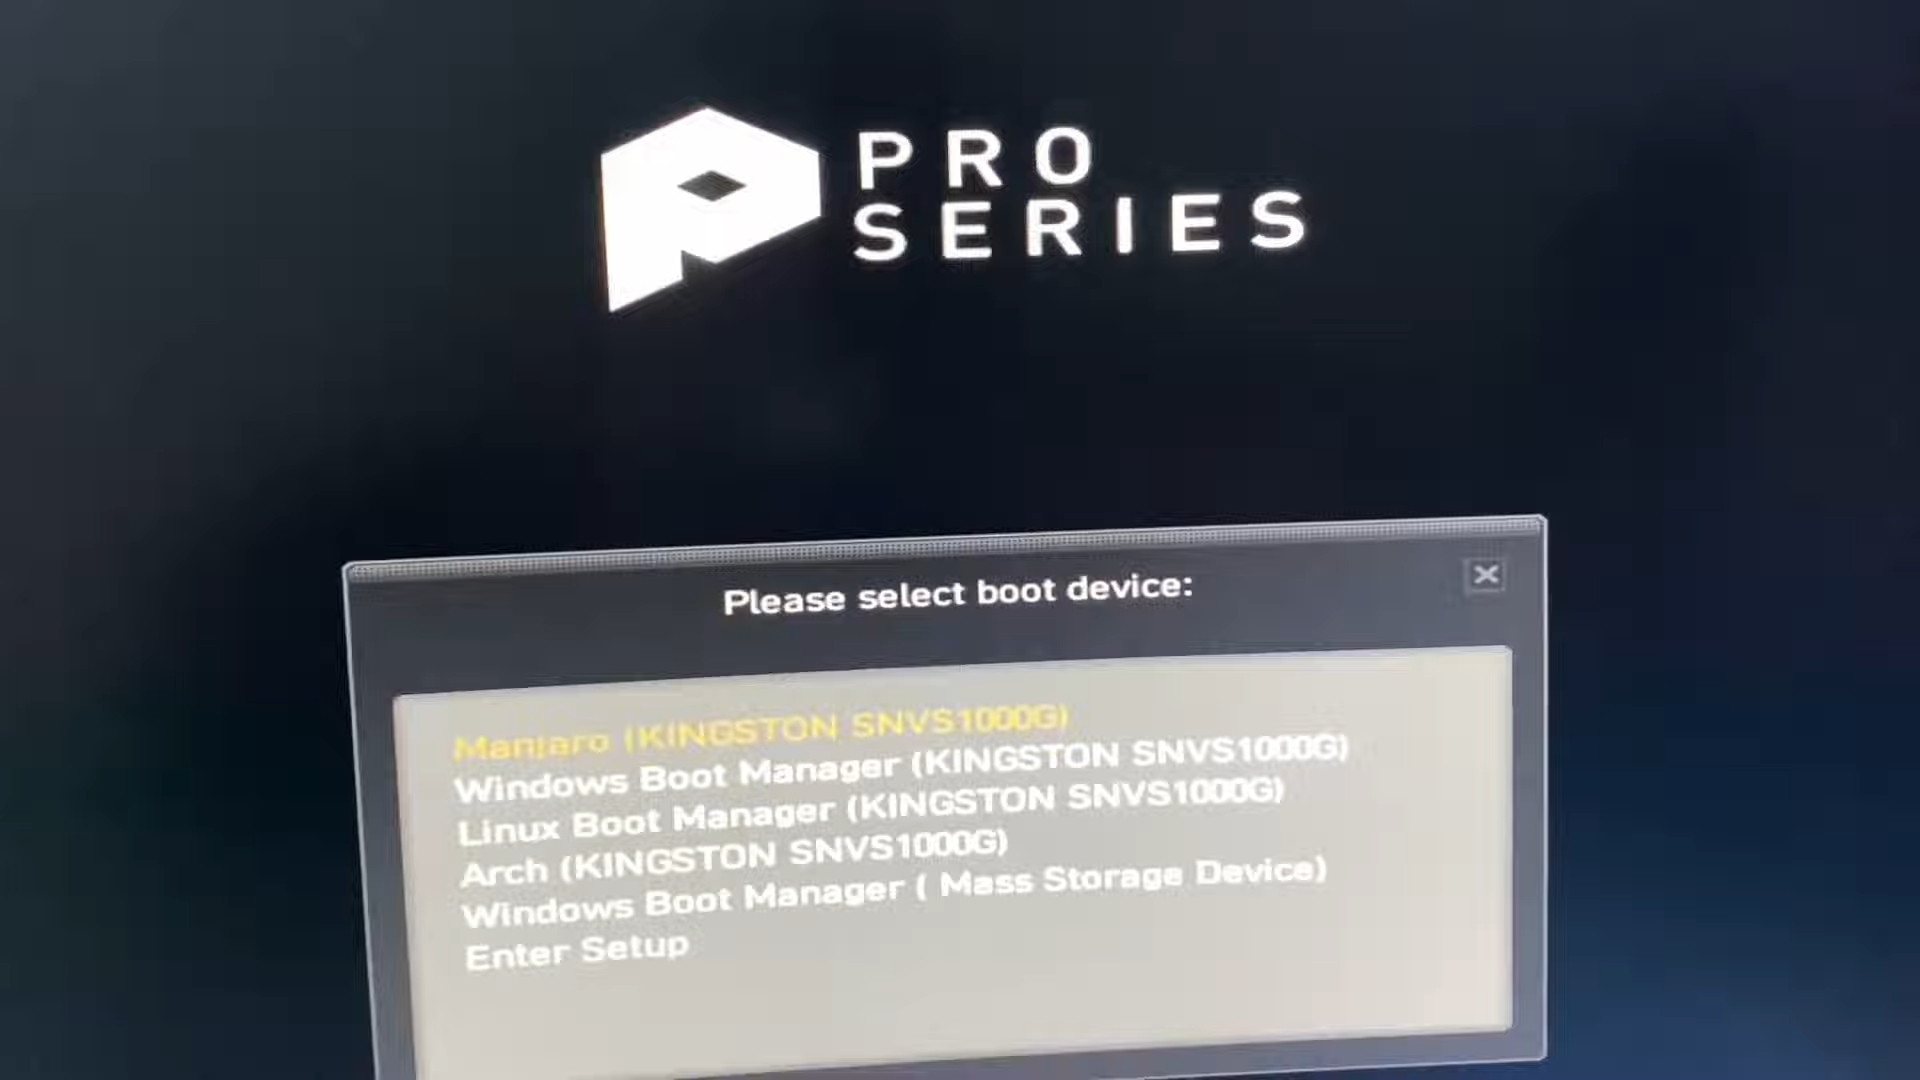 PRO
SERIES
Please select boot device:
Manjaro (KINGSTON SNVS1000G)
Windows Boot Manager (KINGSTON SNVS1000G)
Linux Boot Manager (KINGSTON SNVS1000G)
Arch (KINGSTON SNVS1000G)
Windows Boot Manager ( Mass Storage Device)
Enter Setup